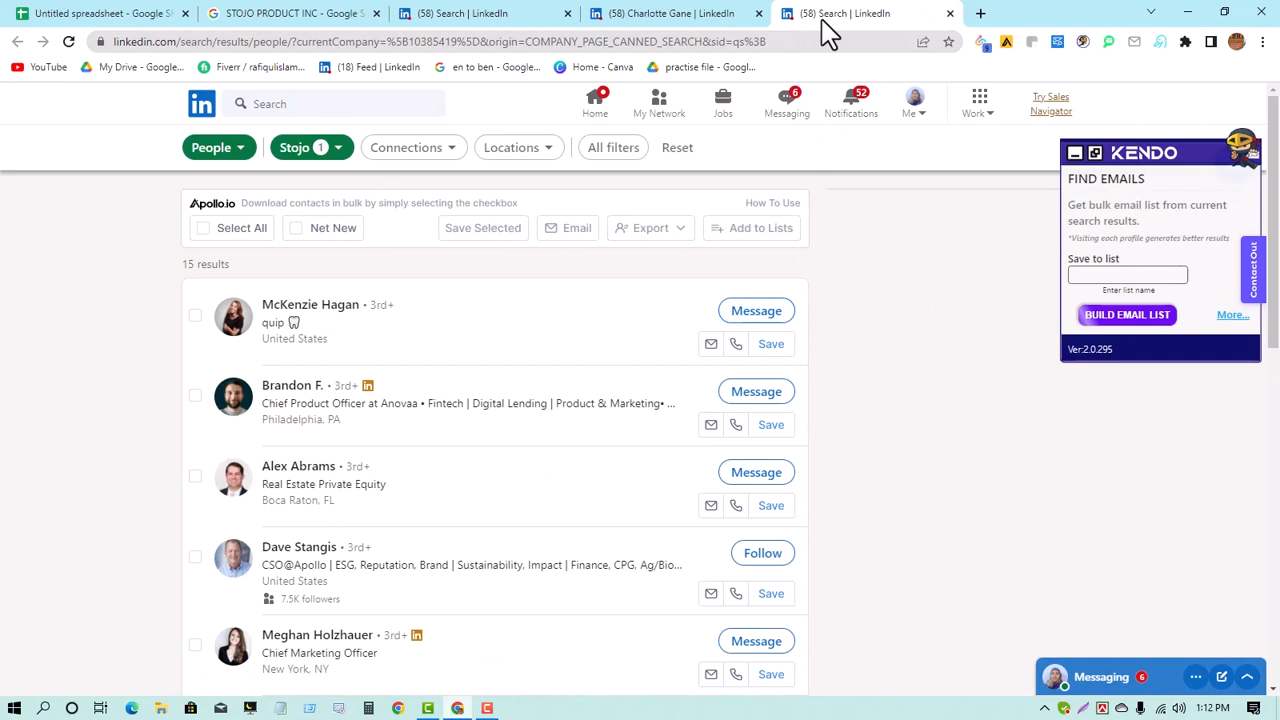 Untitled spreadsheet - Google Sh
STOJO PRODUCT INC - Google S
(58) Search | LinkedIn
(58) Charlotte Gane | LinkedIn
(58) Search | LinkedIn
linkedin.com/search/results/people/?currentCompany=%5B10385419%5D&origin=COMPANY_PAGE_CANNED_SEARCH&sid=qs%3B
9
YouTube
My Drive - Google D...
Fiverr / rafiqulislam...
(18) Feed | LinkedIn
en to ben - Google...
Home - Canva
practise file - Googl...
in
Search
Home
My Network
Jobs
6
Messaging
52
Notifications
Me
Work
Try Sales
Navigator
People
Stojo 1
Connections
Locations
All filters
Reset
KENDO
FIND EMAILS
Get bulk email list from current
search results.
*Visiting each profile generates better results
Save to list
Enter list name
BUILD EMAIL LIST
More...
Ver:2.0.295
ContactOut
Apollo.io Download contacts in bulk by simply selecting the checkbox
How To Use
Select All
Net New
Save Selected
Email
Export
Add to Lists
15 results
McKenzie Hagan • 3rd+
quip
United States
Message
Save
Brandon F. • 3rd+
Chief Product Officer at Anovaa • Fintech | Digital Lending | Product & Marketing• ...
Philadelphia, PA
Message
Save
Alex Abrams • 3rd+
Real Estate Private Equity
Boca Raton, FL
Message
Save
Dave Stangis • 3rd+
CSO@Apollo | ESG, Reputation, Brand | Sustainability, Impact | Finance, CPG, Ag/Bio...
United States
7.5K followers
Follow
Save
Meghan Holzhauer • 3rd+
Chief Marketing Officer
New York, NY
Message
Save
Messaging 6
1:12 PM